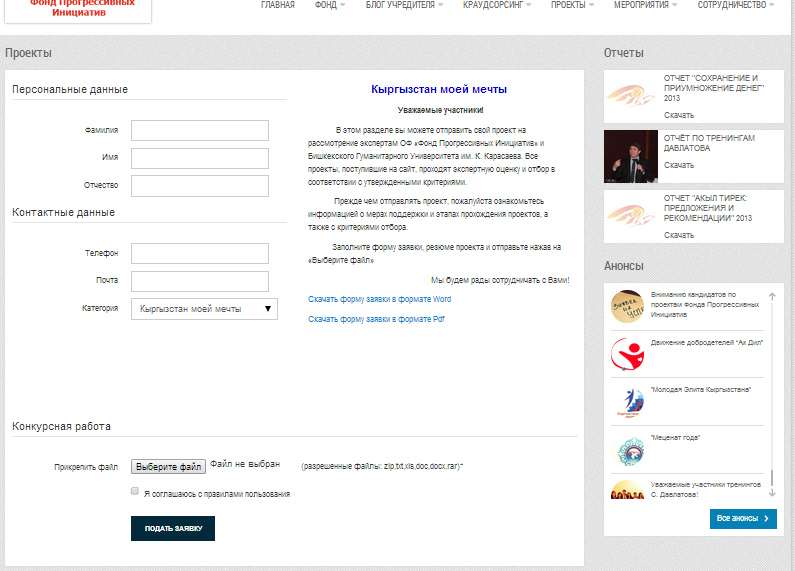 Фонд Прогрессивных
Инициатив
ГЛАВНАЯ ФОНД БЛОГ УЧРЕДИТЕЛЯ КРАУДСОРСИНГ ПРОЕКТЫ МЕРОПРИЯТИЯ СОТРУДНИЧЕСТВО
Проекты
Персональные данные
Фамилия
Имя
Отчество
Контактные данные
Телефон
Почта
Категория
Кыргызстан моей мечты
Кыргызстан моей мечты
Уважаемые участники!
В этом разделе вы можете отправить свой проект на
рассмотрение экспертам ОФ «Фонд Прогрессивных Инициатив» и
Бишкекского Гуманитарного Университета им. К. Карасаева. Все
проекты, поступившие на сайт, проходят экспертную оценку и отбор в
соответствии с утвержденными критериями.
Прежде чем отправлять проект, пожалуйста ознакомьтесь
информацией о мерах поддержки и этапах прохождения проектов, а
также с критериями отбора.
Заполните форму заявки, резюме проекта и отправьте нажав на
«Выберите файл»
Мы будем рады сотрудничать с Вами!
Скачать форму заявки в формате Word
Скачать форму заявки в формате Pdf
Конкурсная работа
Прикрепить файл
Выберите файл Файл не выбран
(разрешенные файлы: zip,txt,xls,doc,docx,rar)*
Я соглашаюсь с правилами пользования
ПОДАТЬ ЗАЯВКУ
Отчеты
ОТЧЕТ "СОХРАНЕНИЕ И
ПРИУМНОЖЕНИЕ ДЕНЕГ"
2013
Скачать
ОТЧЁТ ПО ТРЕНИНГАМ
ДАВЛАТОВА
Скачать
ОТЧЕТ "АКЫЛ ТИРЕК:
ПРЕДЛОЖЕНИЯ И
РЕКОМЕНДАЦИИ" 2013
Скачать
Анонсы
Вниманию кандидатов по
проектам Фонда Прогрессивных
Инициатив
Движение добродетелей "Ак Дил"
"Молодая Элита Кыргызстана"
"Меценат года"
Уважаемые участники тренингов
С. Давлатова!
Все анонсы